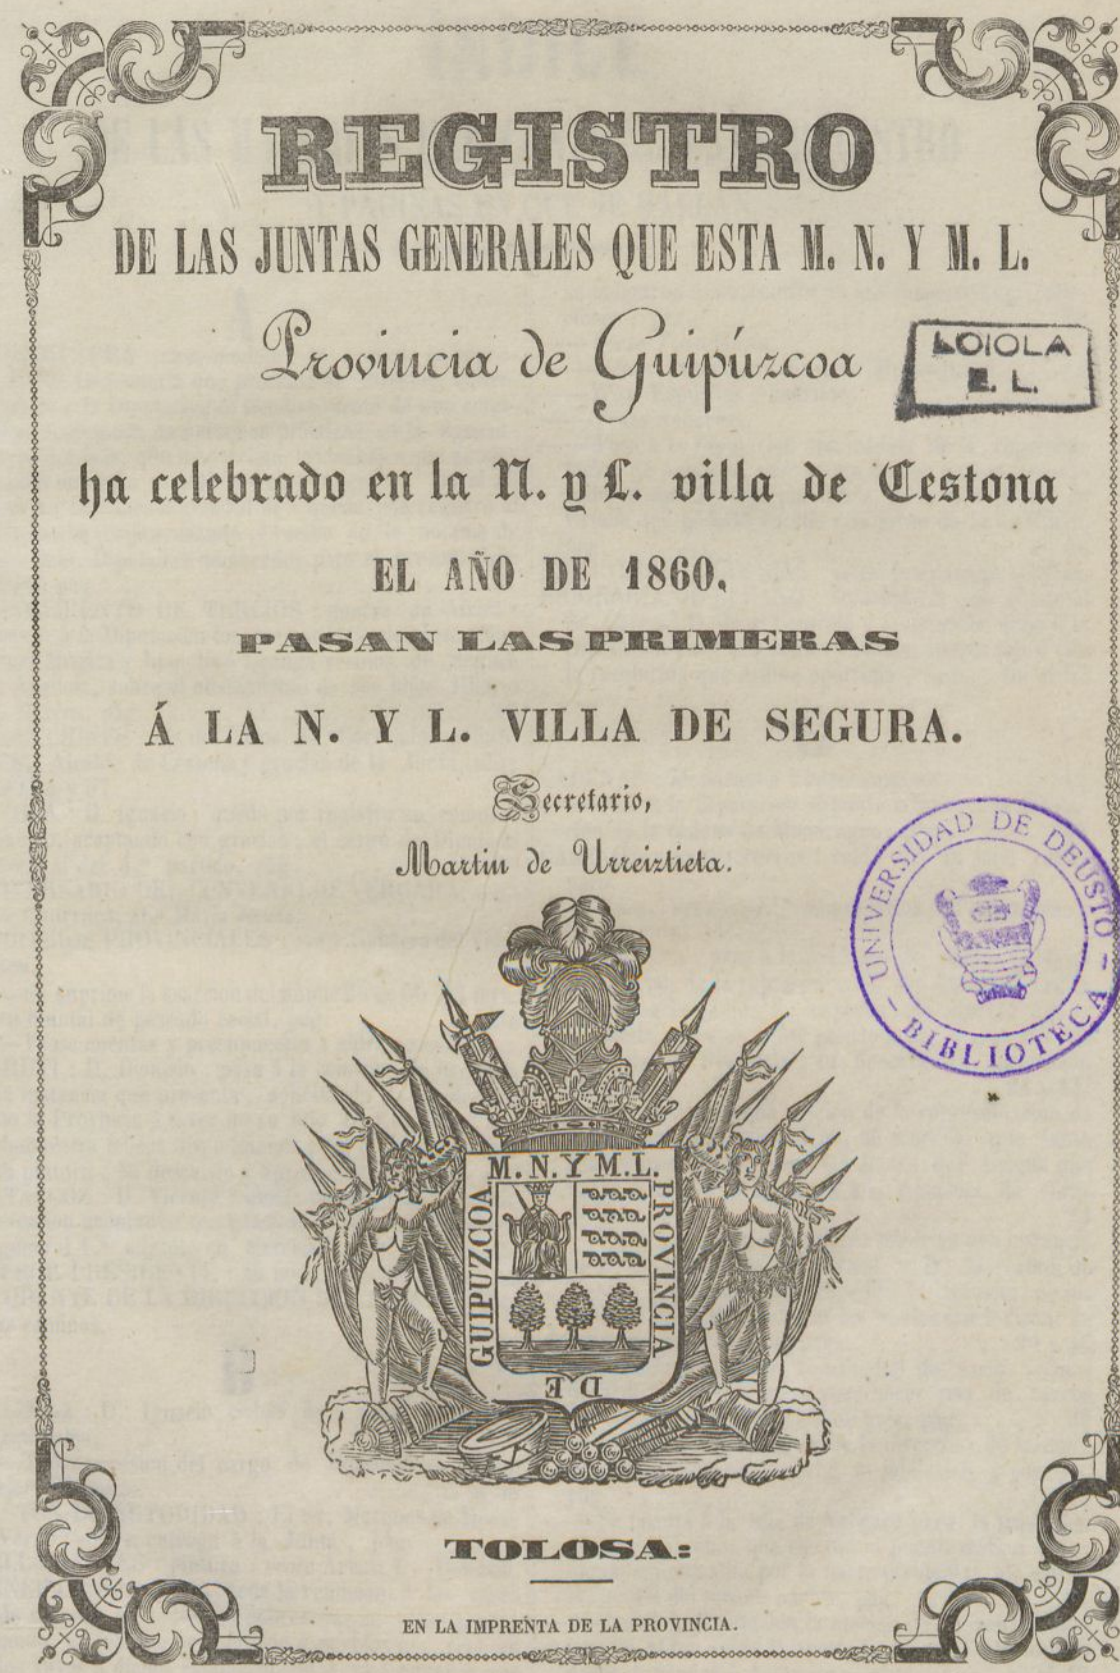 REGISTRO
DE LAS JUNTAS GENERALES QUE ESTA M. N. Y M. L.
Provincia de Guipúzcoa
LOIOLA
E. L.
ha celebrado en la N. y L. villa de Cestona
EL AÑO DE 1860.
PASAN LAS PRIMERAS
Á LA N. Y L. VILLA DE SEGURA.
Secretario,
Martin de Urreiztieta.
UNIVERSIDAD DE DEUSTO
- BIBLIOTECA -
M. N. Y M. L.
PROVINCIA
DE
GUIPUZCOA
TOLOSA:
EN LA IMPRENTA DE LA PROVINCIA.